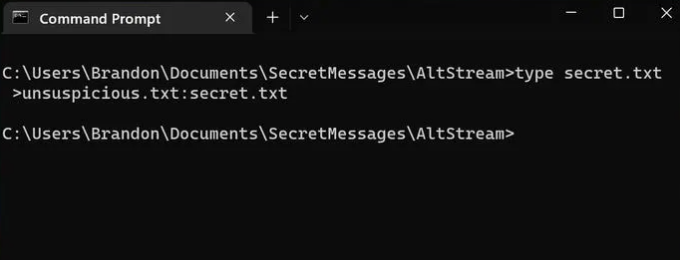 Command Prompt
C:\Users\Brandon\Documents\SecretMessages\AltStream>type secret.txt
>unsuspicious.txt:secret.txt
C:\Users\Brandon\Documents\SecretMessages\AltStream>